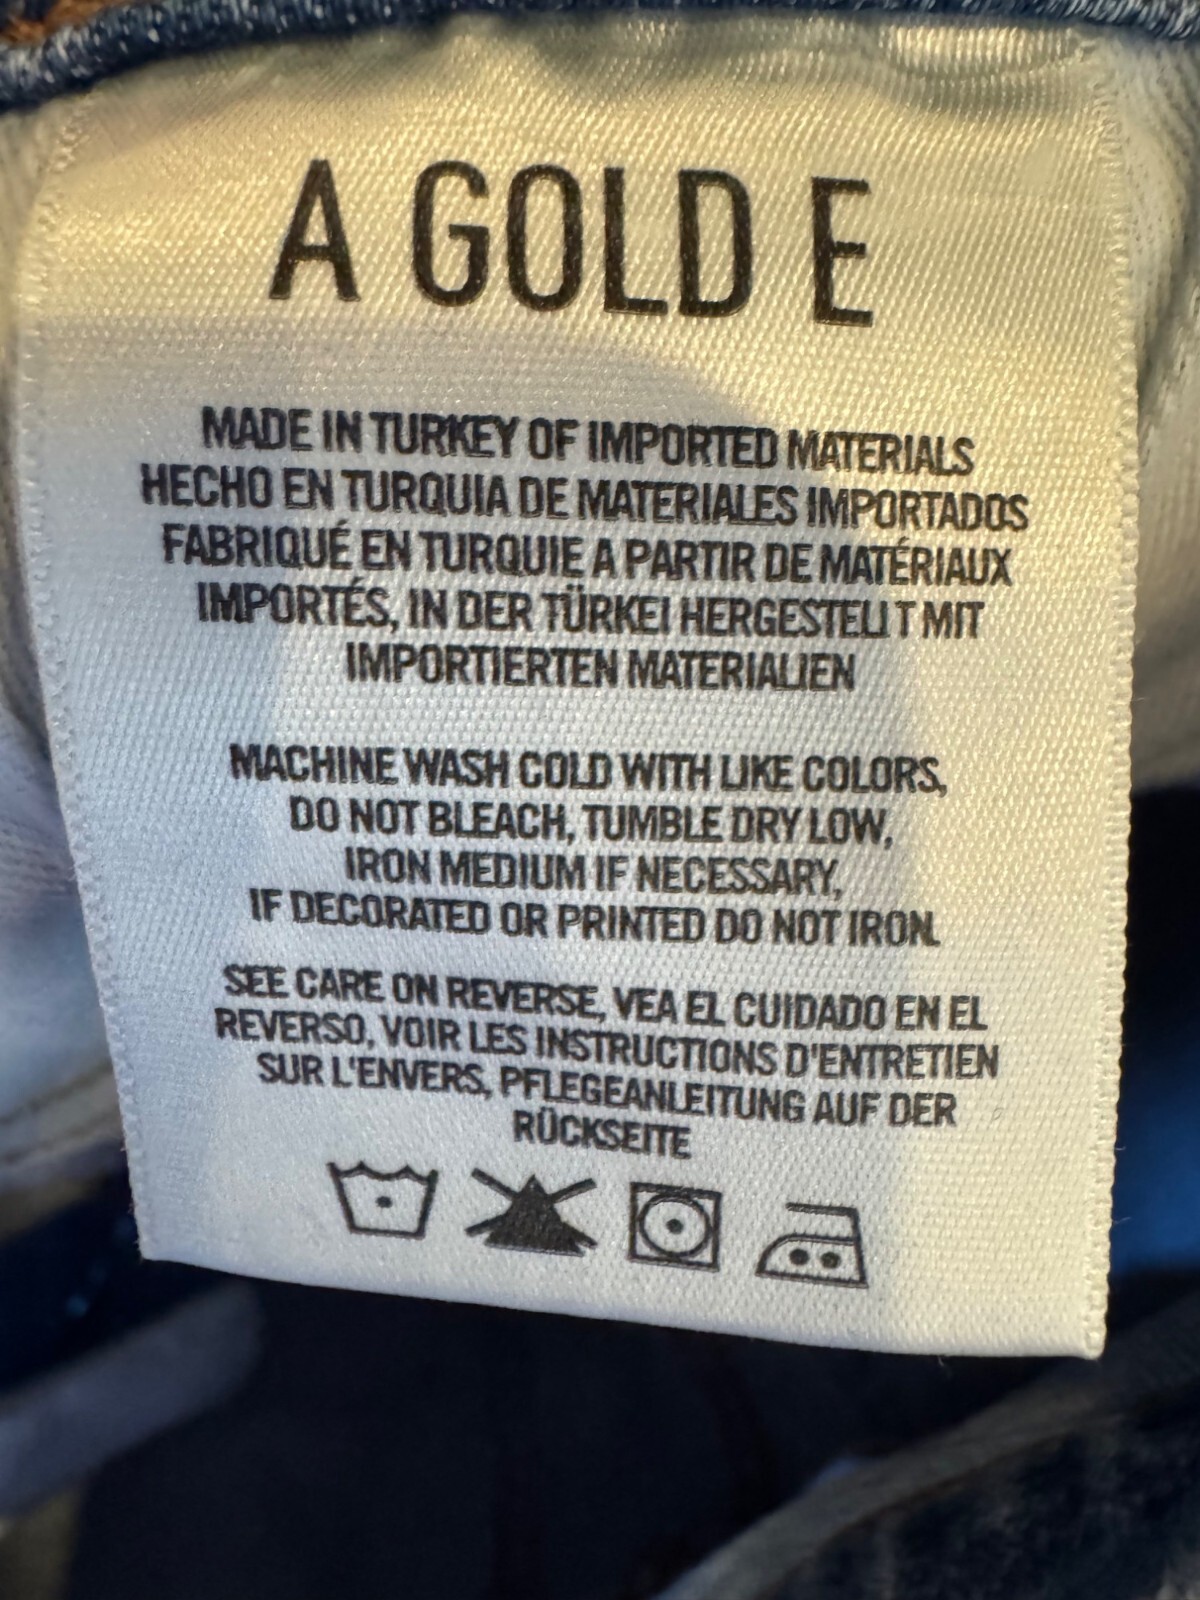 A GOLD E
MADE IN TURKEY OF IMPORTED MATERIALS
HECHO EN TURQUIA DE MATERIALES IMPORTADOS
FABRIQUÉ EN TURQUIE A PARTIR DE MATÉRIAUX
IMPORTÉS, IN DER TÜRKEI HERGESTELLT MIT
IMPORTIERTEN MATERIALIEN
MACHINE WASH COLD WITH LIKE COLORS,
DO NOT BLEACH, TUMBLE DRY LOW,
IRON MEDIUM IF NECESSARY,
IF DECORATED OR PRINTED DO NOT IRON.
SEE CARE ON REVERSE, VEA EL CUIDADO EN EL
REVERSO, VOIR LES INSTRUCTIONS D'ENTRETIEN
SUR L'ENVERS, PFLEGEANLEITUNG AUF DER
RÜCKSEITE